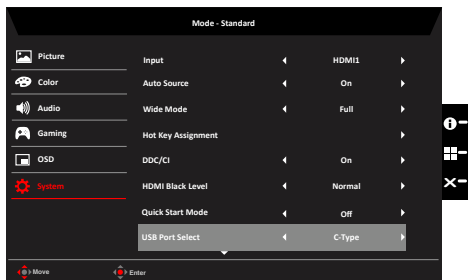 Mode - Standard
Picture
Color
Audio
Gaming
OSD
System
Input HDMI1
Auto Source On
Wide Mode Full
Hot Key Assignment
DDC/CI On
HDMI Black Level Normal
Quick Start Mode Off
USB Port Select C-Type
Move Enter